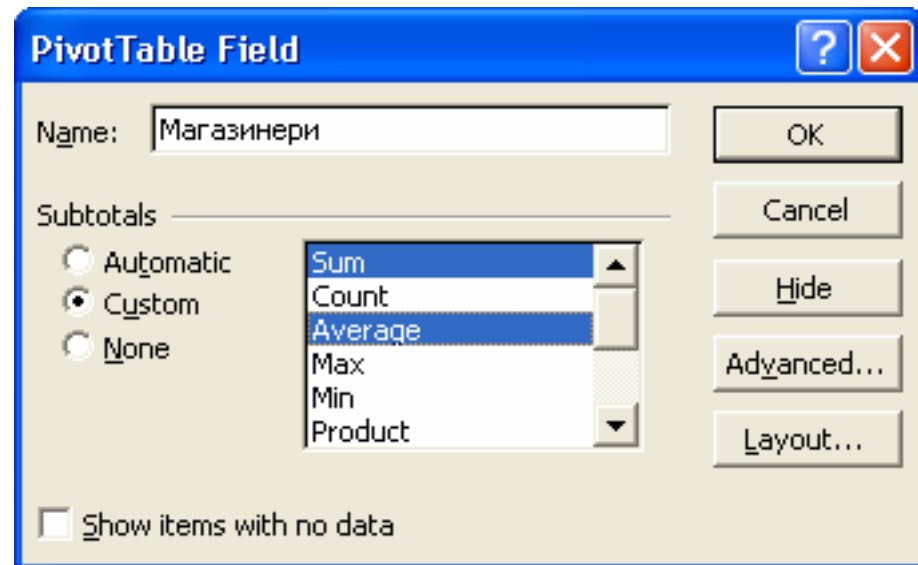 PivotTable Field
Name: Магазинери
OK
Subtotals
Cancel
Automatic
Sum
Custom
Count
Hide
None
Average
Max
Advanced...
Min
Product
Layout...
Show items with no data